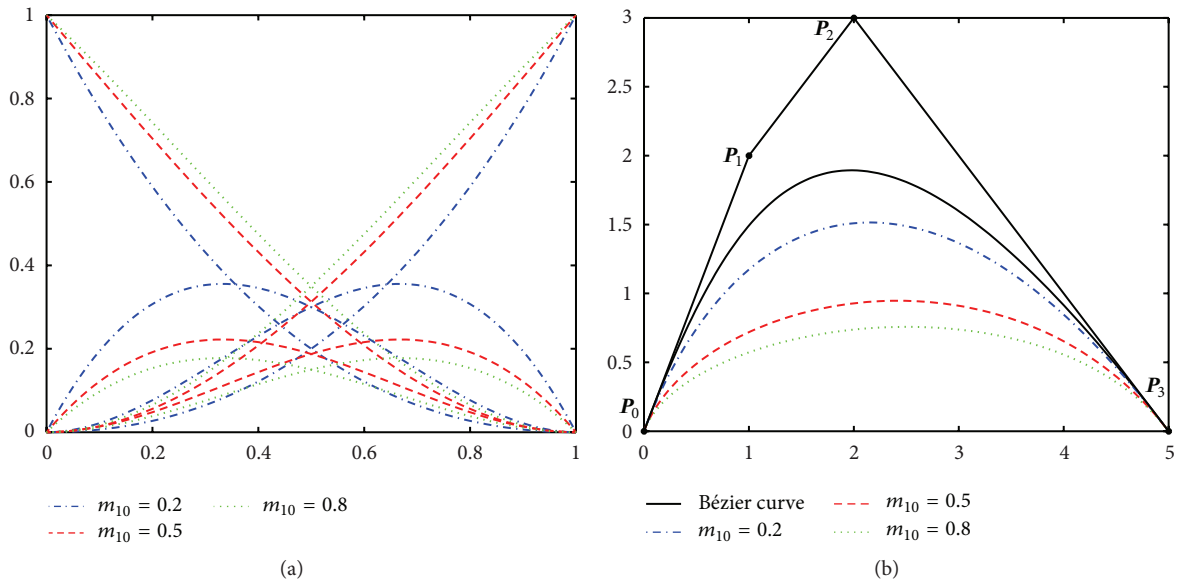 1
0.8
0.6
0.4
0.2
0
0 0.2 0.4 0.6 0.8 1
m10 = 0.2 m10 = 0.8
m10 = 0.5
(a)
3
2.5
2
1.5
1
0.5
0
P2
P1
P0
P3
0 1 2 3 4 5
Bézier curve m10 = 0.5
m10 = 0.2 m10 = 0.8
(b)